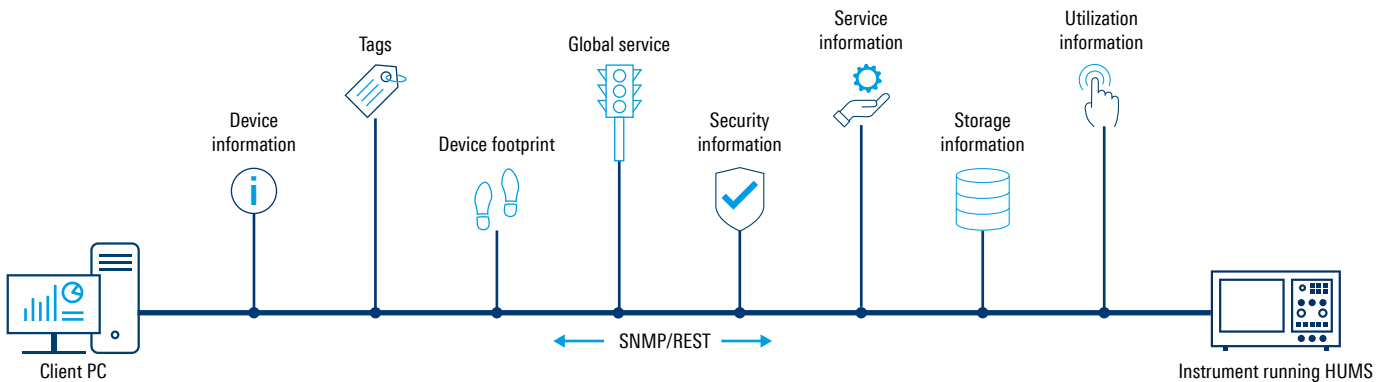 Device
information
Tags
Device footprint
Global service
Security
information
Service
information
Storage
information
Utilization
information
SNMP/REST
Client PC
Instrument running HUMS